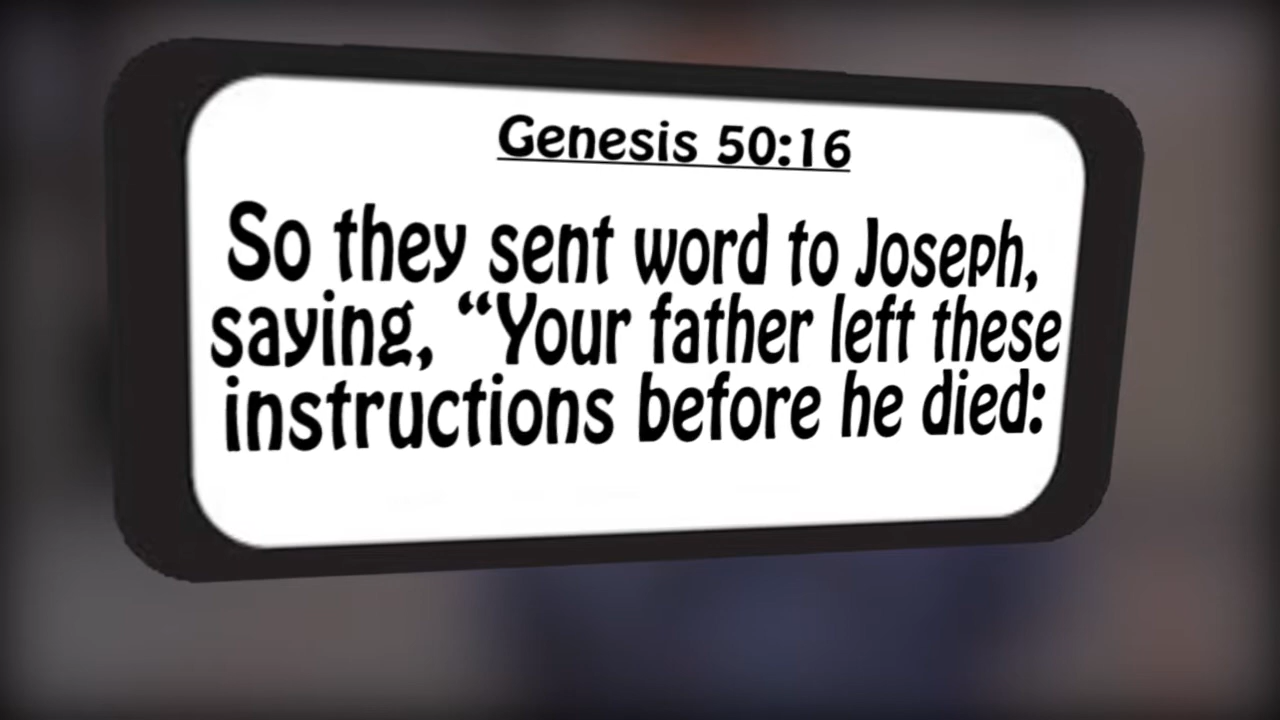 Genesis 50:16
So they sent word to Joseph,
saying, “Your father left these
instructions before he died: